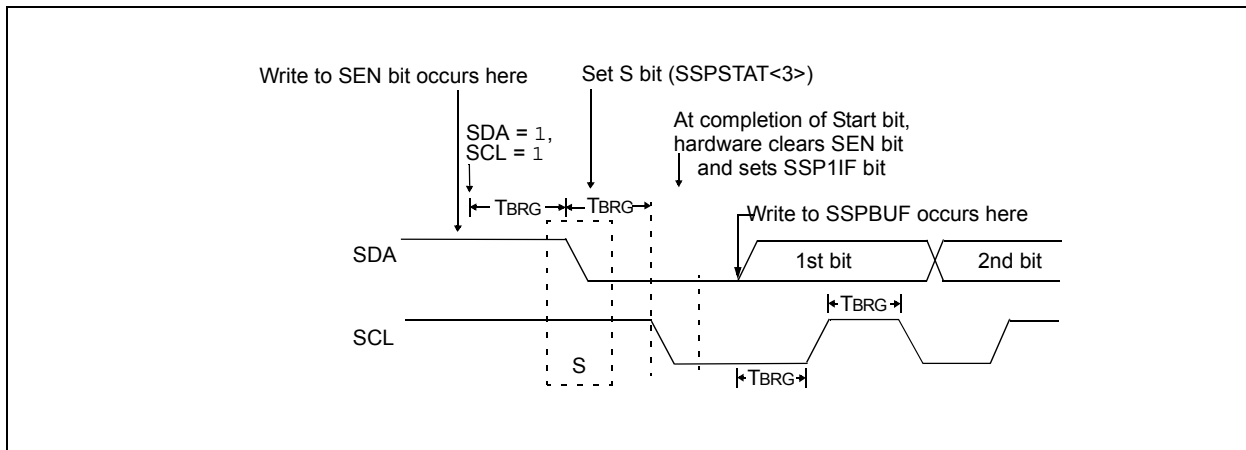 Write to SEN bit occurs here
Set S bit (SSPSTAT<3>)
SDA = 1,
SCL = 1
At completion of Start bit,
hardware clears SEN bit
and sets SSP1IF bit
TBRG
TBRG
Write to SSPBUF occurs here
SDA
1st bit
2nd bit
TBRG
SCL
S
TBRG